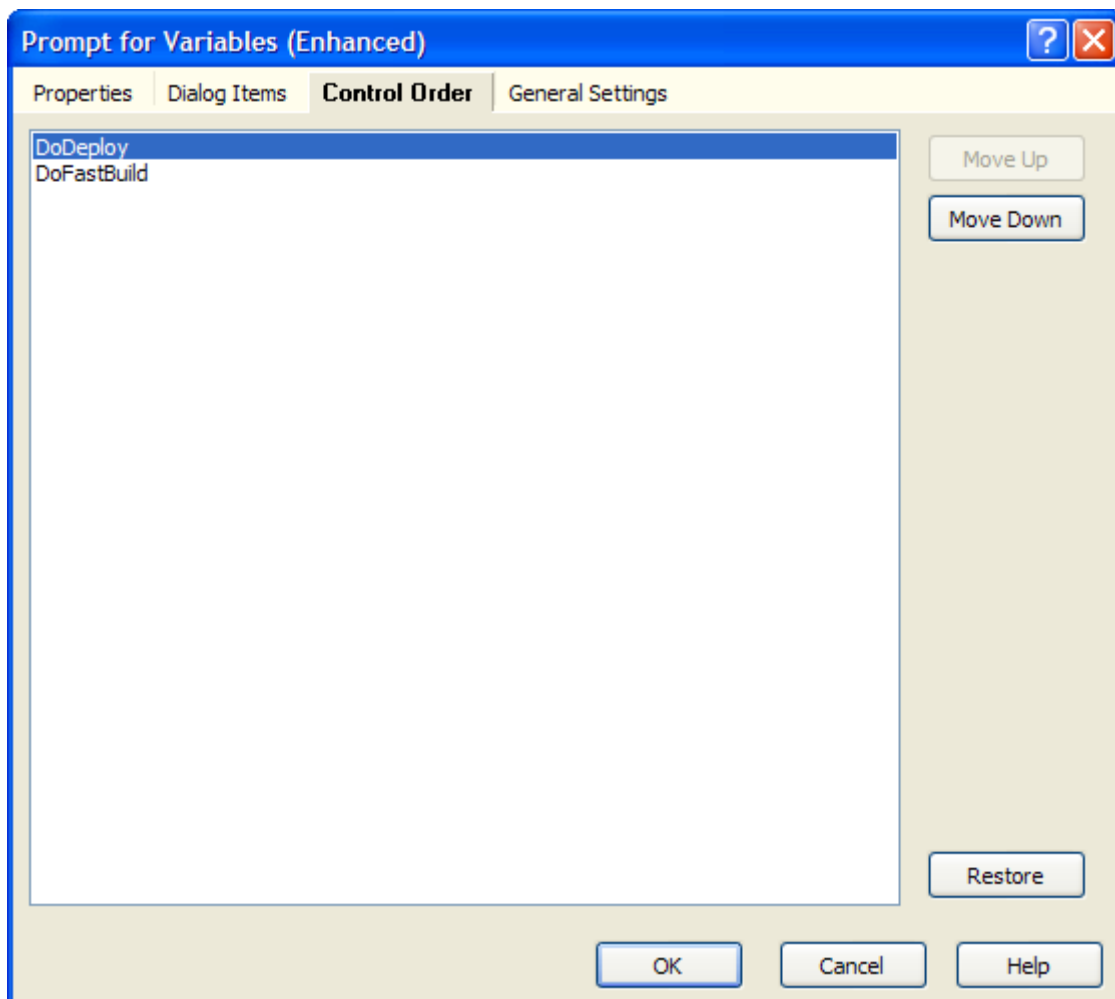 Prompt for Variables (Enhanced)
Properties Dialog Items Control Order General Settings
DoDeploy
DoFastBuild
Move Up
Move Down
Restore
OK Cancel Help